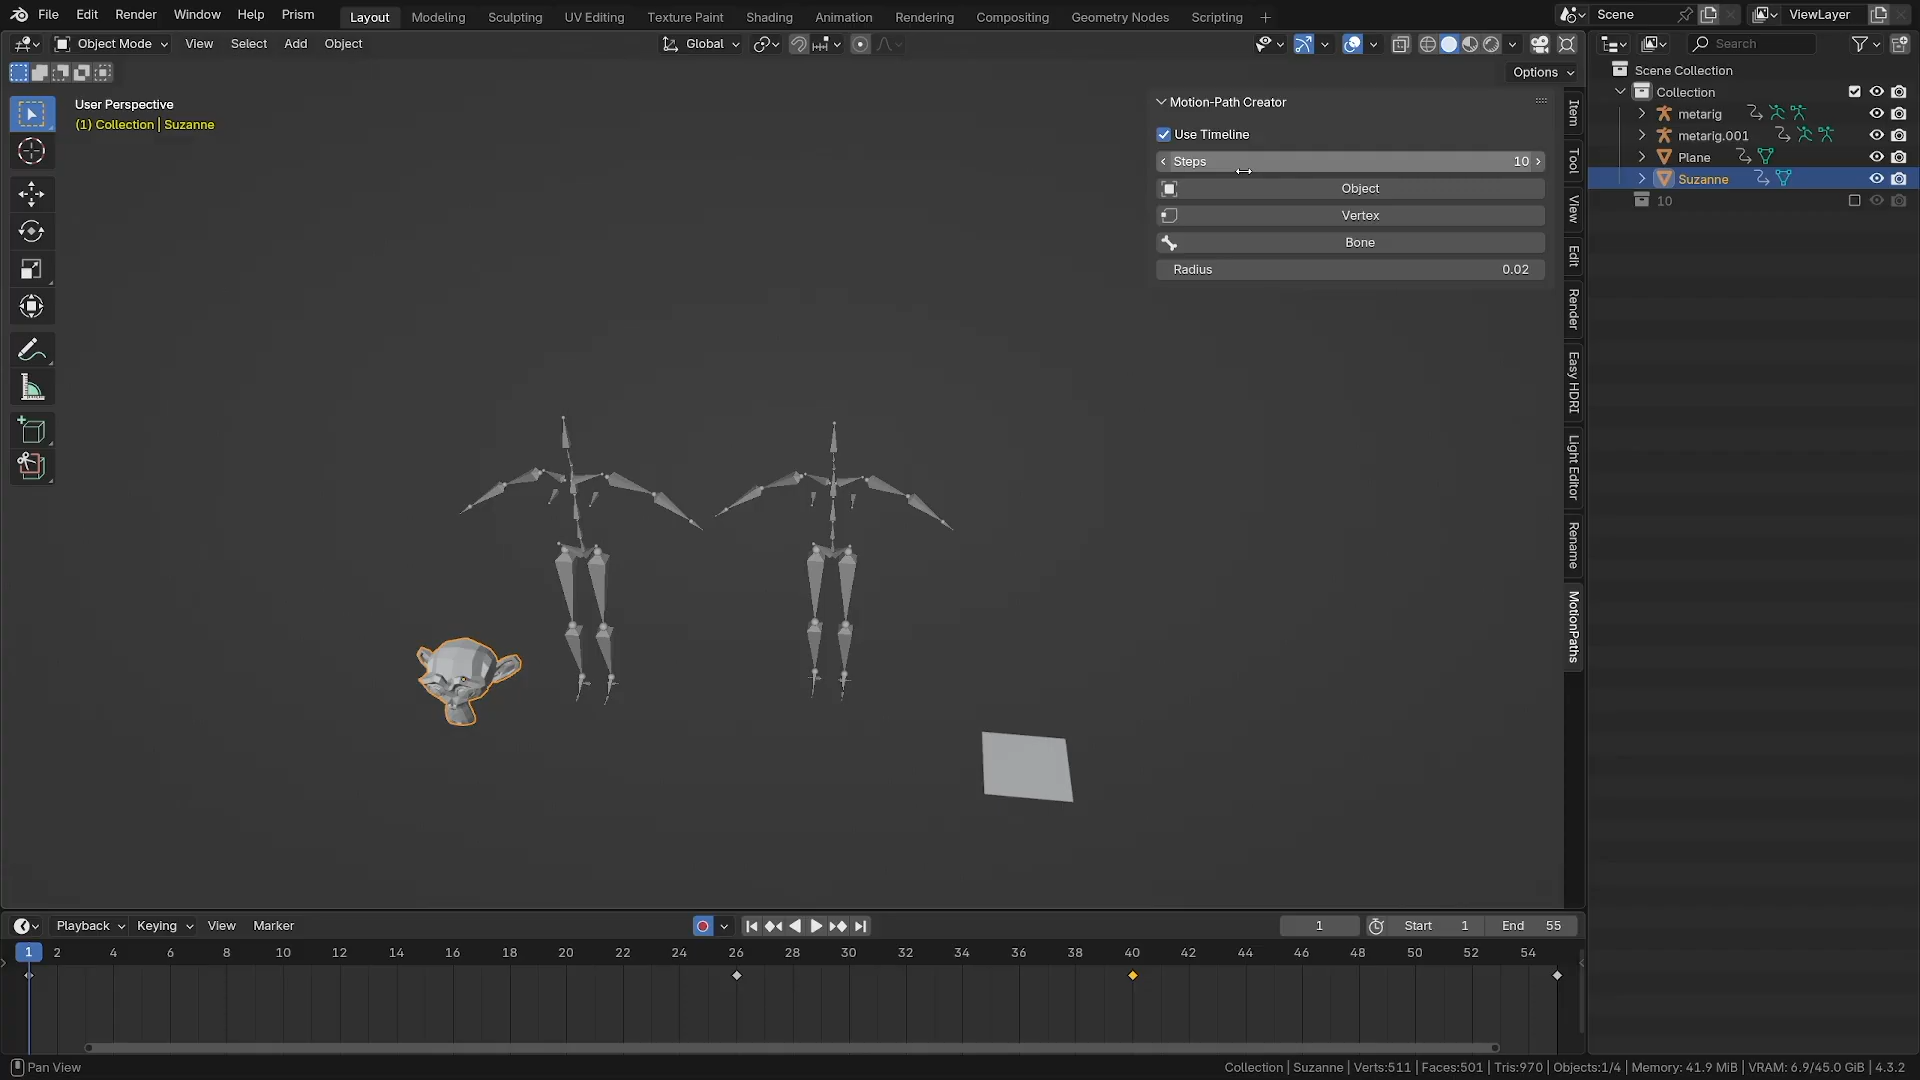 File Edit Render Window Help Prism Layout Modeling Sculpting UV Editing Texture Paint Shading Animation Rendering Compositing Geometry Nodes Scripting + Scene ViewLayer
Object Mode View Select Add Object Global Search
Options
User Perspective
(1) Collection | Suzanne
Motion-Path Creator
Use Timeline
Steps 10
Object
Vertex
Bone
Radius 0.02
Item
Tool
View
Edit
Render
Easy HDRI
Light Editor
Rename
MotionPaths
Scene Collection
Collection
metarig
metarig.001
Plane
Suzanne
10
Playback Keying View Marker 1 Start 1 End 55
1 2 4 6 8 10 12 14 16 18 20 22 24 26 28 30 32 34 36 38 40 42 44 46 48 50 52 54
Pan View Collection | Suzanne | Verts:511 | Faces:501 | Tris:970 | Objects:1/4 | Memory: 41.9 MiB | VRAM: 6.9/45.0 GiB | 4.3.2